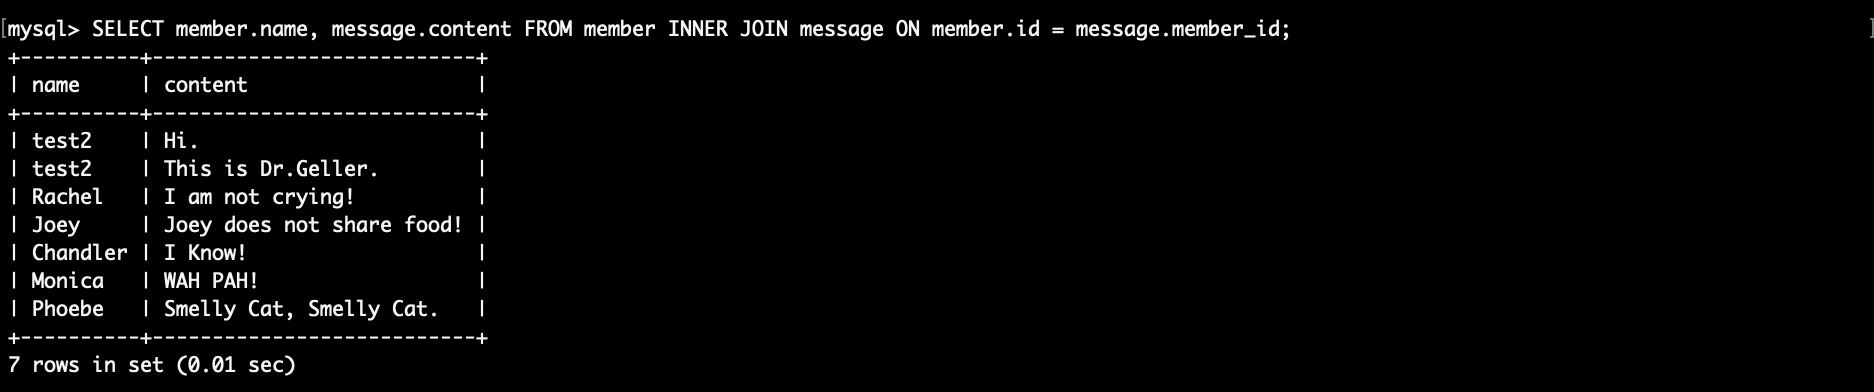 [mysql> SELECT member.name, message.content FROM member INNER JOIN message ON member.id = message.member_id; ]
+----------+---------------------------+
| name     | content                   |
+----------+---------------------------+
| test2    | Hi.                       |
| test2    | This is Dr.Geller.        |
| Rachel   | I am not crying!          |
| Joey     | Joey does not share food! |
| Chandler | I Know!                   |
| Monica   | WAH PAH!                  |
| Phoebe   | Smelly Cat, Smelly Cat.   |
+----------+---------------------------+
7 rows in set (0.01 sec)